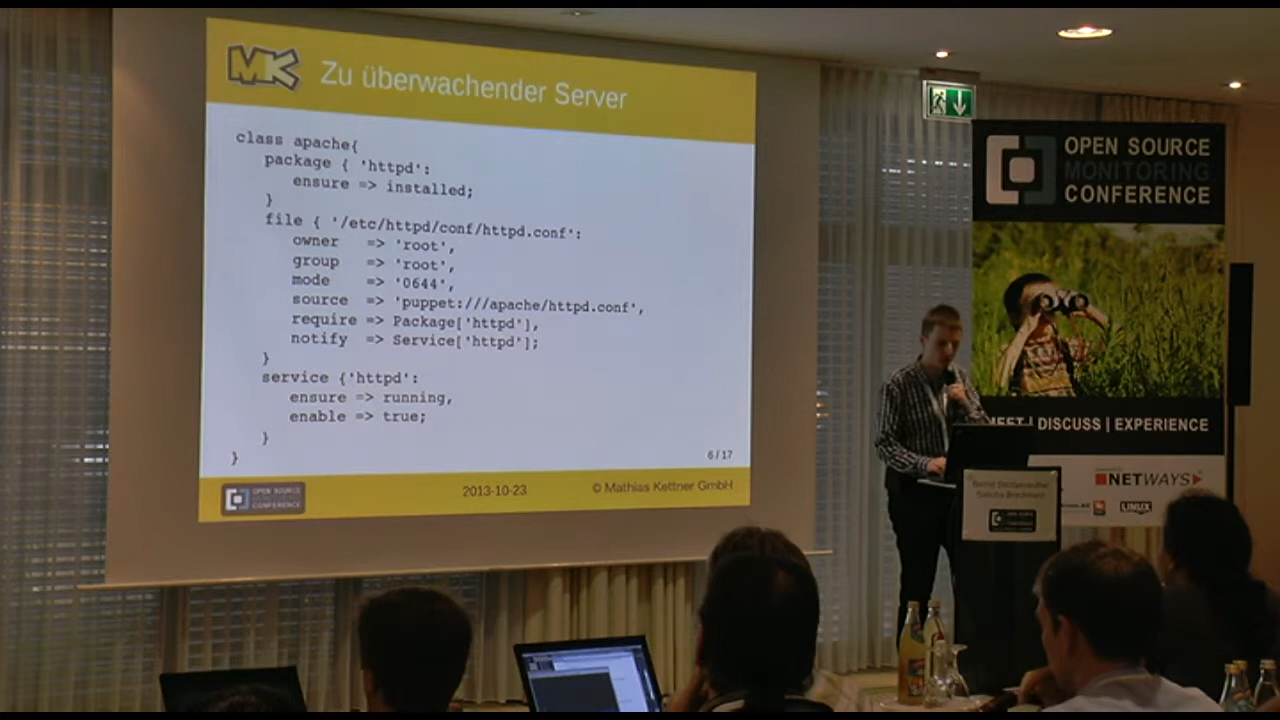 MK
Zu überwachender Server
class apache{
package { 'httpd':
ensure => installed;
}
file { '/etc/httpd/conf/httpd.conf':
owner => 'root',
group => 'root',
mode => '0644',
source => 'puppet:///apache/httpd.conf',
require => Package['httpd'],
notify => Service['httpd'];
}
service {'httpd':
ensure => running,
enable => true;
}
}
6 / 17
OPEN SOURCE
MONITORING
CONFERENCE
2013-10-23
© Mathias Kettner GmbH
OPEN SOURCE
MONITORING
CONFERENCE
MEET | DISCUSS | EXPERIENCE
NETWAYS
LINUX